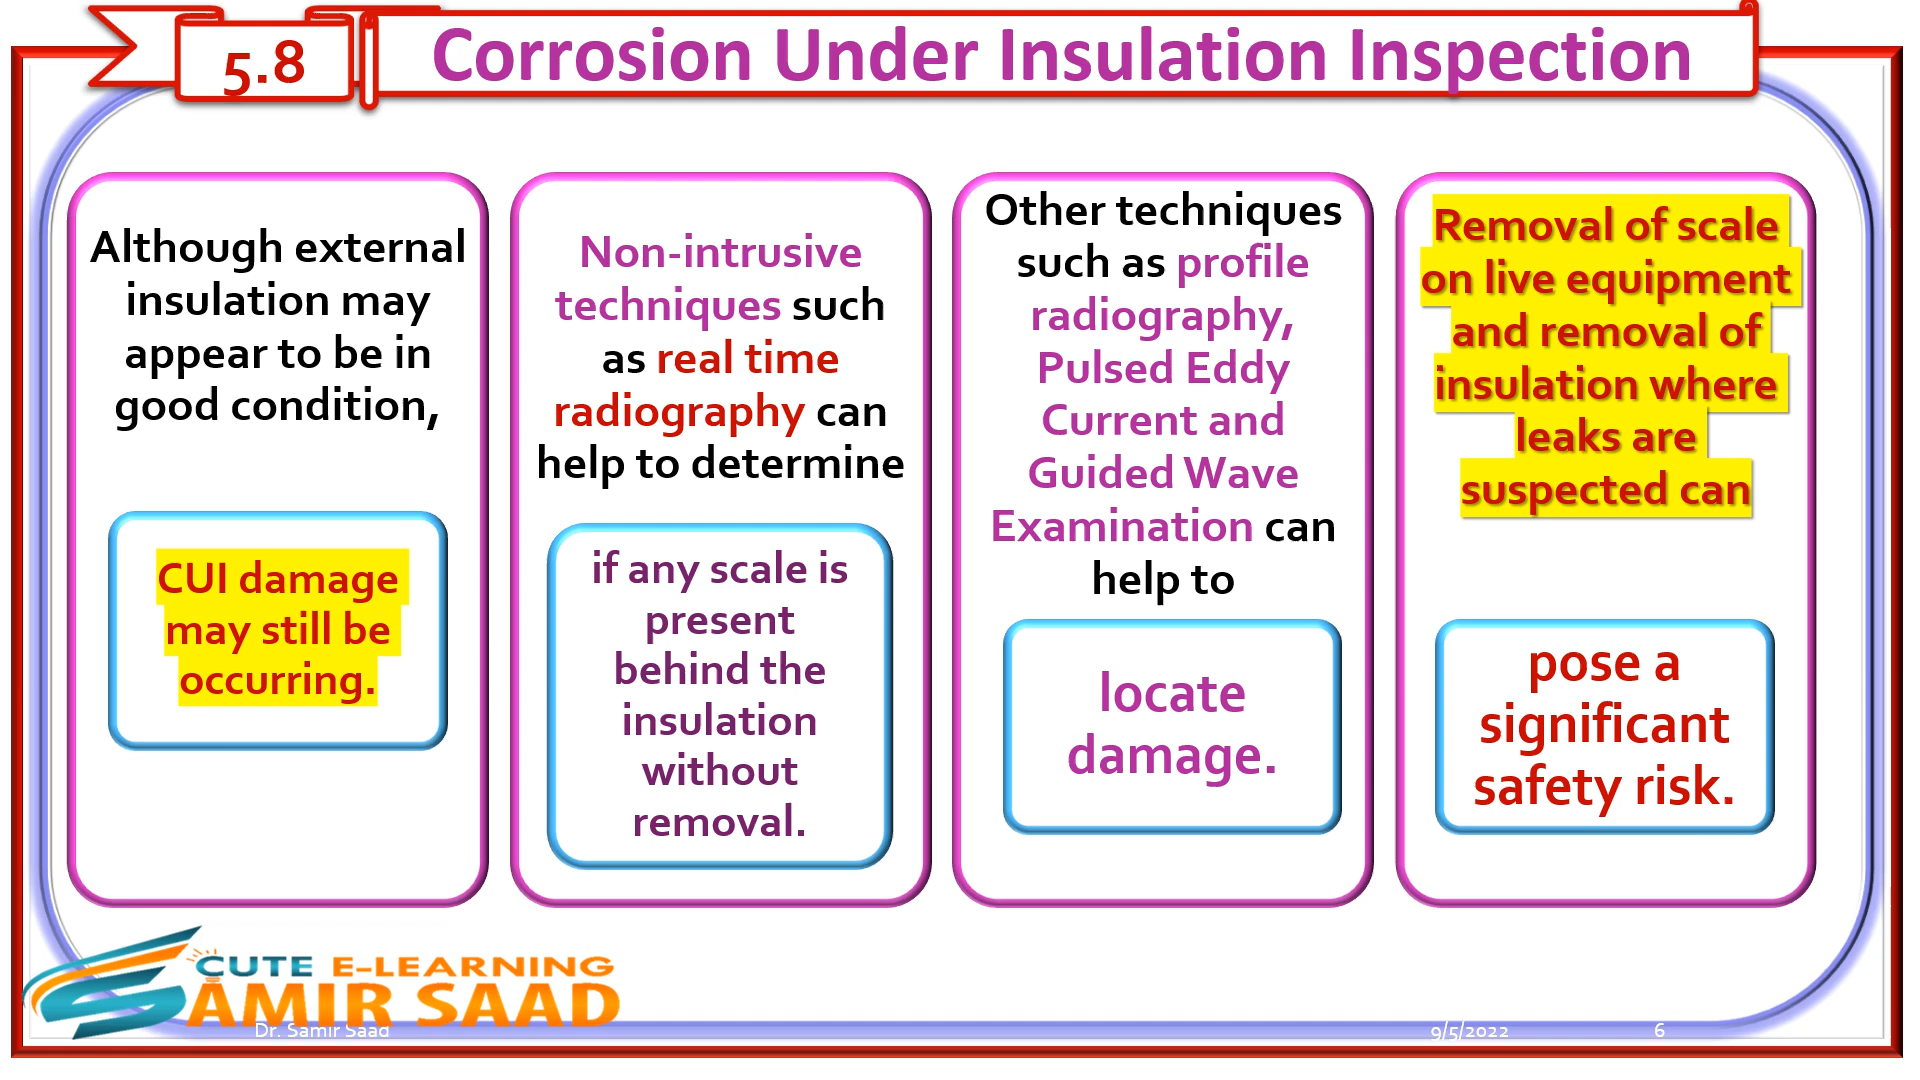 5.8
Corrosion Under Insulation Inspection
Although external
insulation may
appear to be in
good condition,
CUI damage
may still be
occurring.
Non-intrusive
techniques such
as real time
radiography can
help to determine
if any scale is
present
behind the
insulation
without
removal.
Other techniques
such as profile
radiography,
Pulsed Eddy
Current and
Guided Wave
Examination can
help to
locate
damage.
Removal of scale
on live equipment
and removal of
insulation where
leaks are
suspected can
pose a
significant
safety risk.
CUTE E-LEARNING
SAMIR SAAD
Dr. Samir Saad
9/5/2022
6